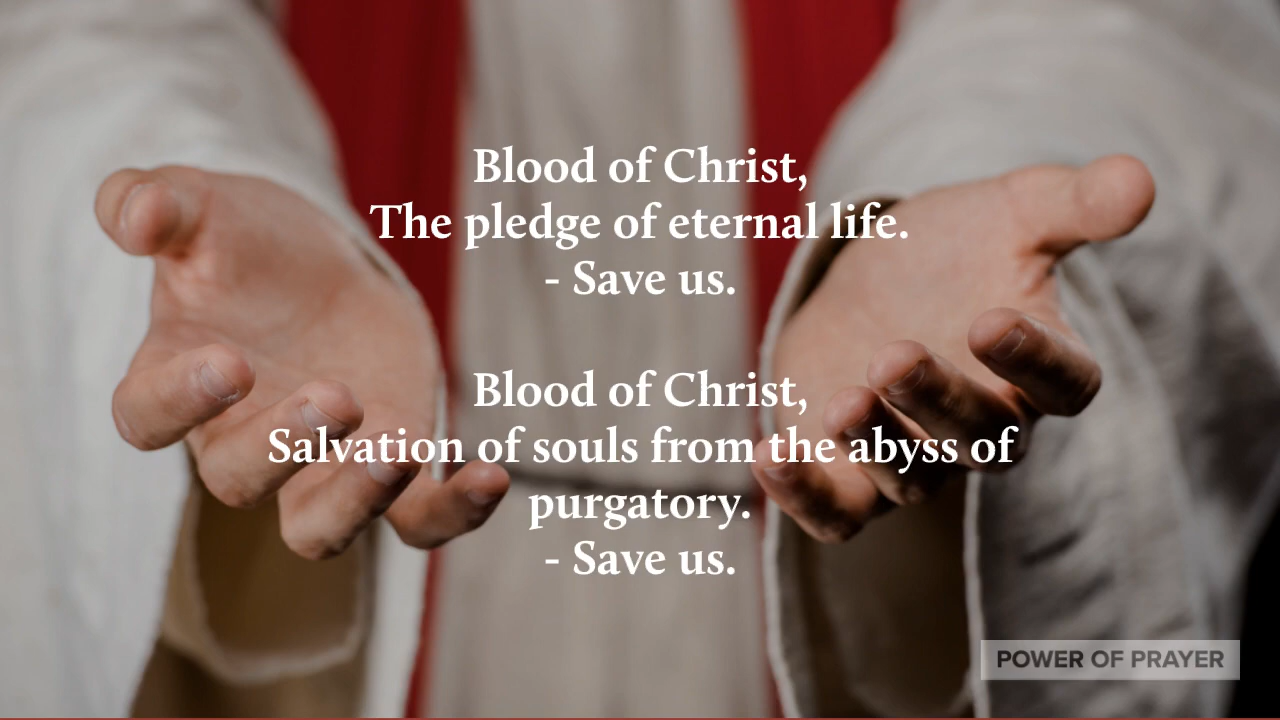 Blood of Christ,
The pledge of eternal life.
- Save us.
Blood of Christ,
Salvation of souls from the abyss of
purgatory.
- Save us.
POWER OF PRAYER